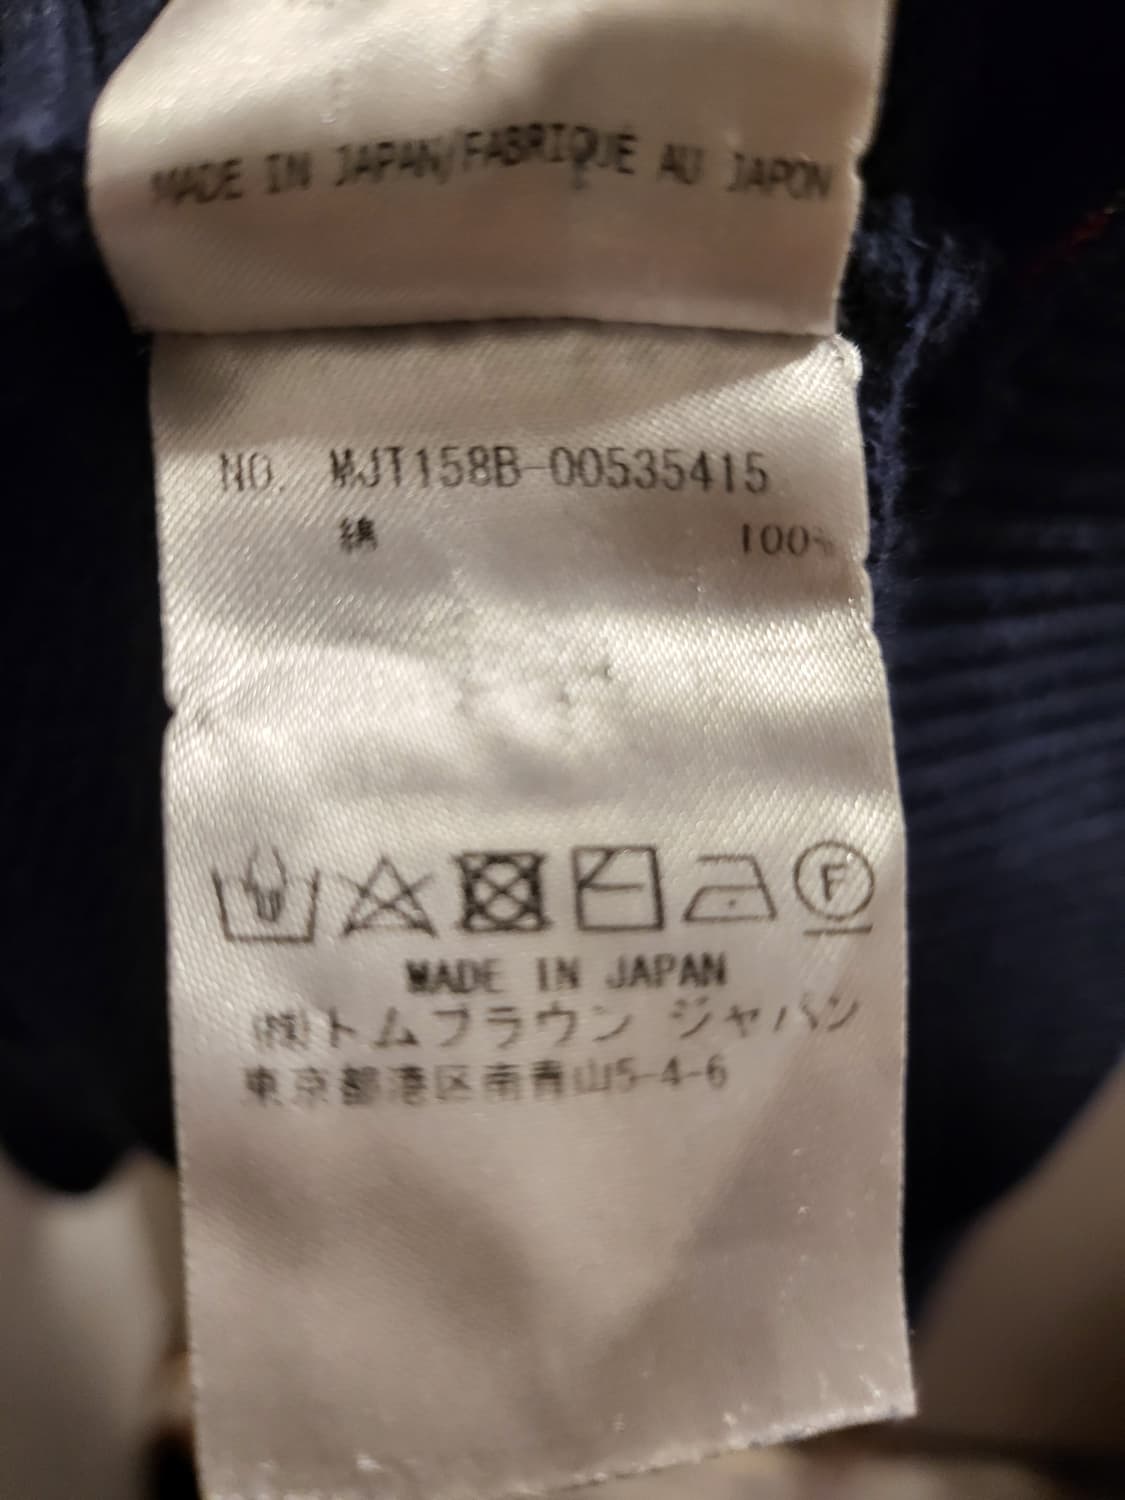 MADE IN JAPAN/FABRIQUÉ AU JAPON
NO. MJT158B-00535415
綿 100%
F
MADE IN JAPAN
(株)トムブラウン ジャパン
東京都港区南青山5-4-6